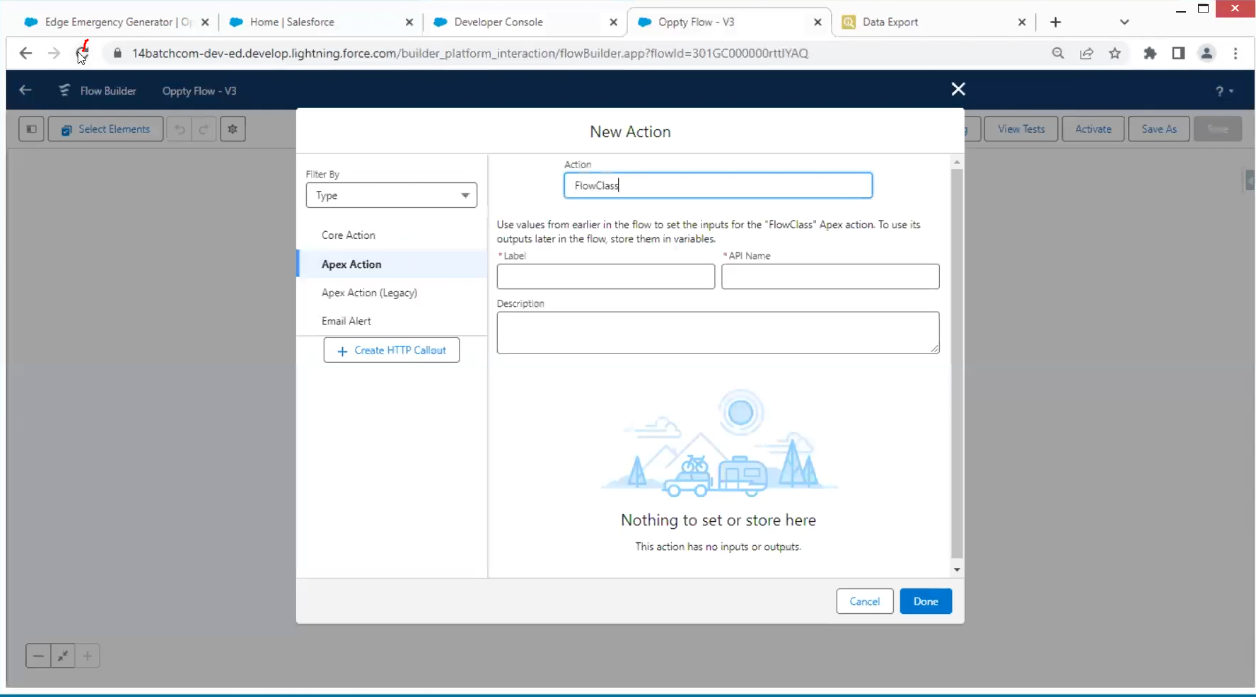 Edge Emergency Generator | O
Home | Salesforce
Developer Console
Oppty Flow - V3
Data Export
14batchcom-dev-ed.develop.lightning.force.com/builder_platform_interaction/flowBuilder.app?flowId=301GC000000rttIYAQ
Flow Builder
Oppty Flow - V3
?
Select Elements
View Tests
Activate
Save As
New Action
Filter By
Type
Core Action
Apex Action
Apex Action (Legacy)
Email Alert
+ Create HTTP Callout
Action
FlowClass
Use values from earlier in the flow to set the inputs for the "FlowClass" Apex action. To use its
outputs later in the flow, store them in variables.
* Label
* API Name
Description
Nothing to set or store here
This action has no inputs or outputs.
Cancel
Done